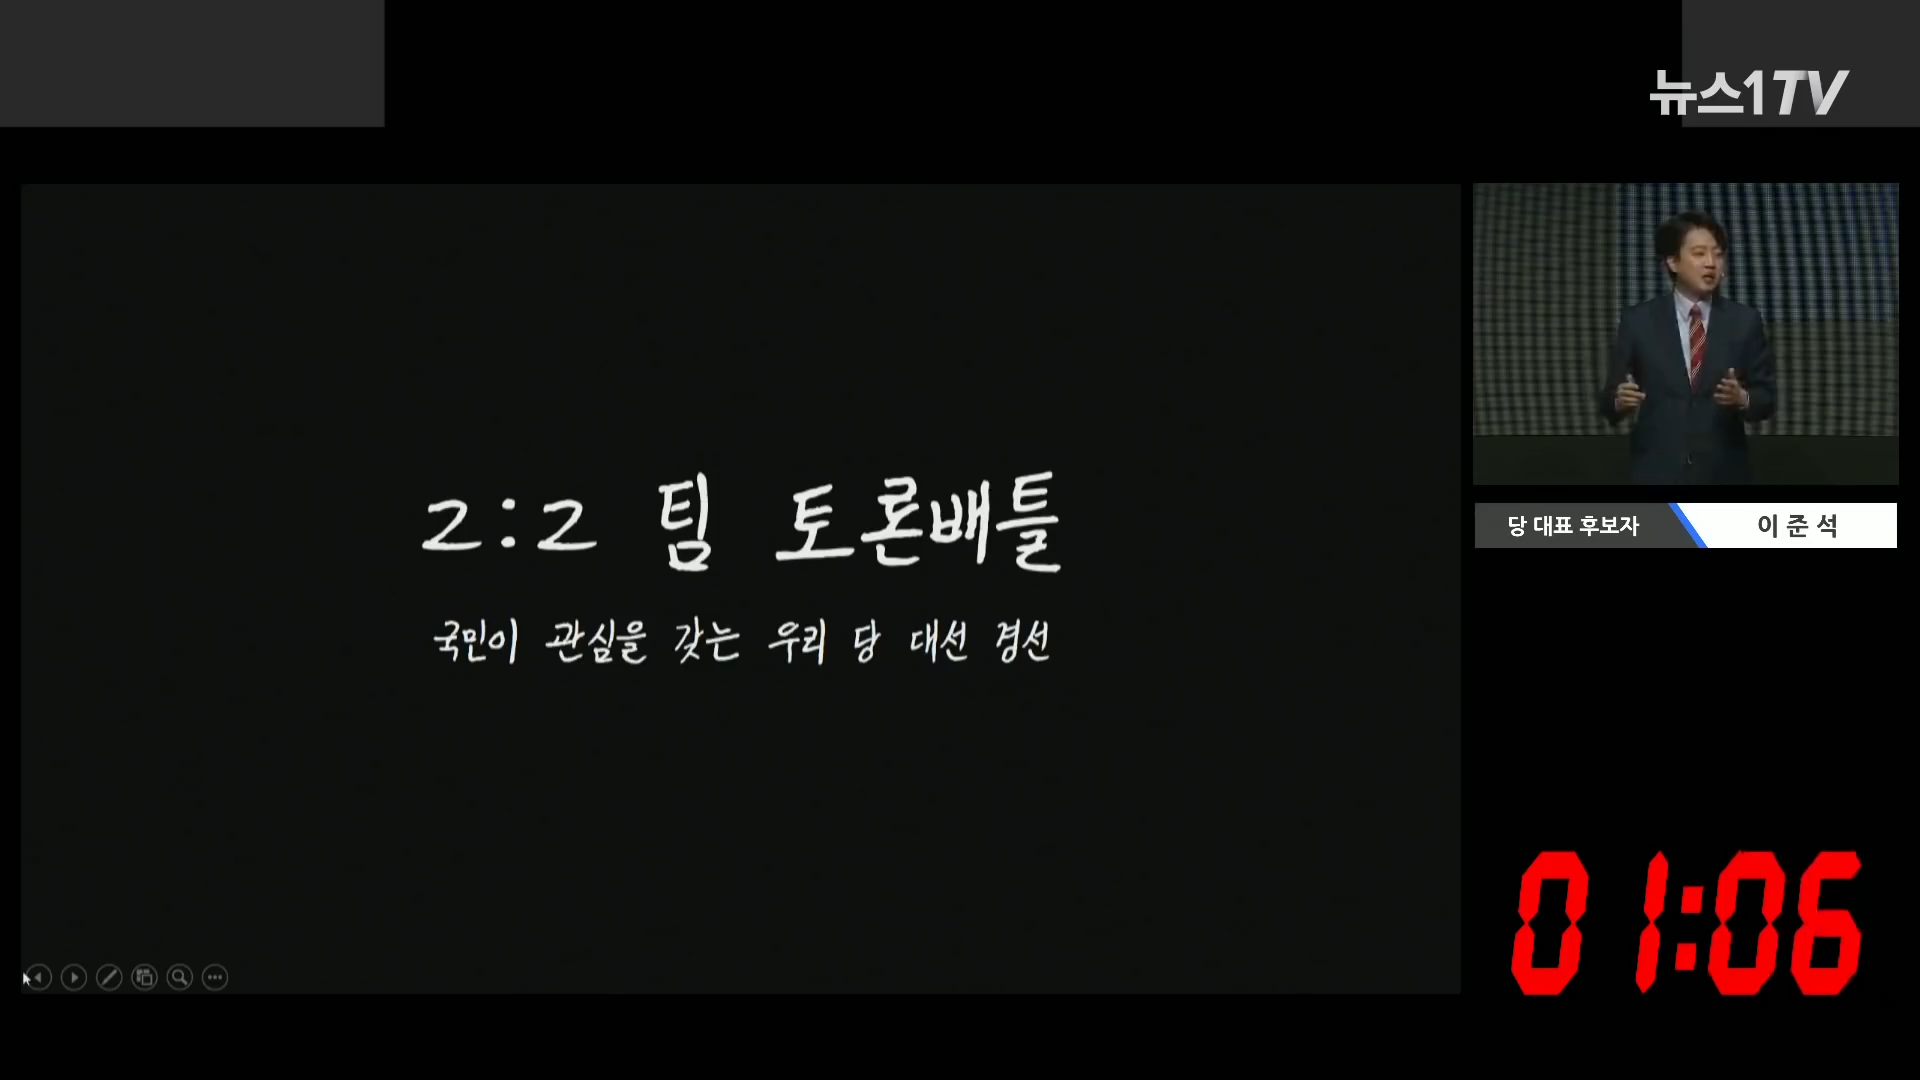 뉴스1TV
2:2 팀 토론배틀
국민이 관심을 갖는 우리 당 대선 경선
당 대표 후보자
이준석
01:06